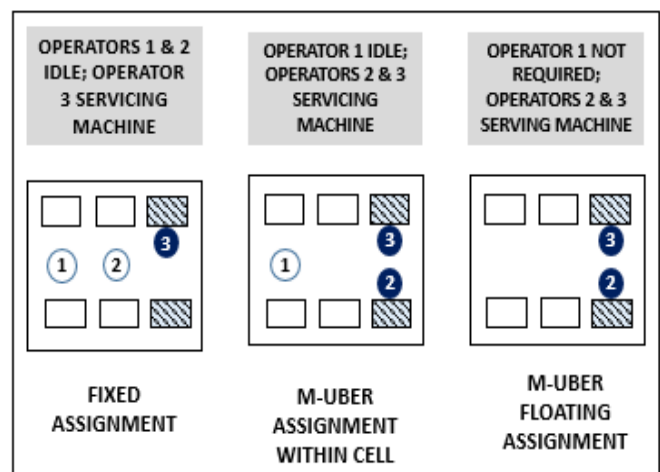 OPERATORS 1 & 2
IDLE; OPERATOR
3 SERVICING
MACHINE
OPERATOR 1 IDLE;
OPERATORS 2 & 3
SERVICING
MACHINE
OPERATOR 1 NOT
REQUIRED;
OPERATORS 2 & 3
SERVING MACHINE
3
1
2
3
1
2
3
2
FIXED
ASSIGNMENT
M-UBER
ASSIGNMENT
WITHIN CELL
M-UBER
FLOATING
ASSIGNMENT